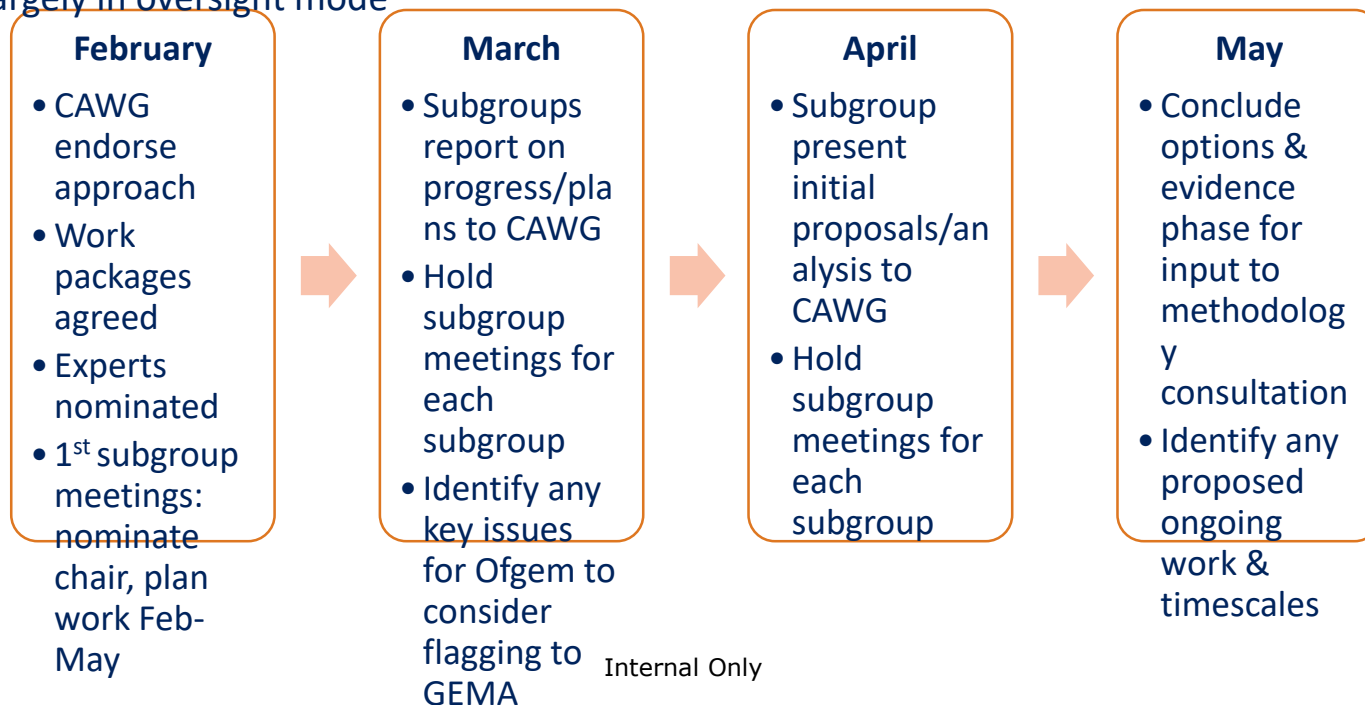 largely in oversight mode
February
• CAWG
endorse
approach
• Work
packages
agreed
• Experts
nominated
• 1st subgroup
meetings:
nominate
chair, plan
work Feb-
May
March
• Subgroups
report on
progress/pla
ns to CAWG
• Hold
subgroup
meetings for
each
subgroup
• Identify any
key issues
for Ofgem to
consider
flagging to
GEMA
April
• Subgroup
present
initial
proposals/an
alysis to
CAWG
• Hold
subgroup
meetings for
each
subgroup
May
• Conclude
options &
evidence
phase for
input to
methodolog
y
consultation
• Identify any
proposed
ongoing
work &
timescales
Internal Only